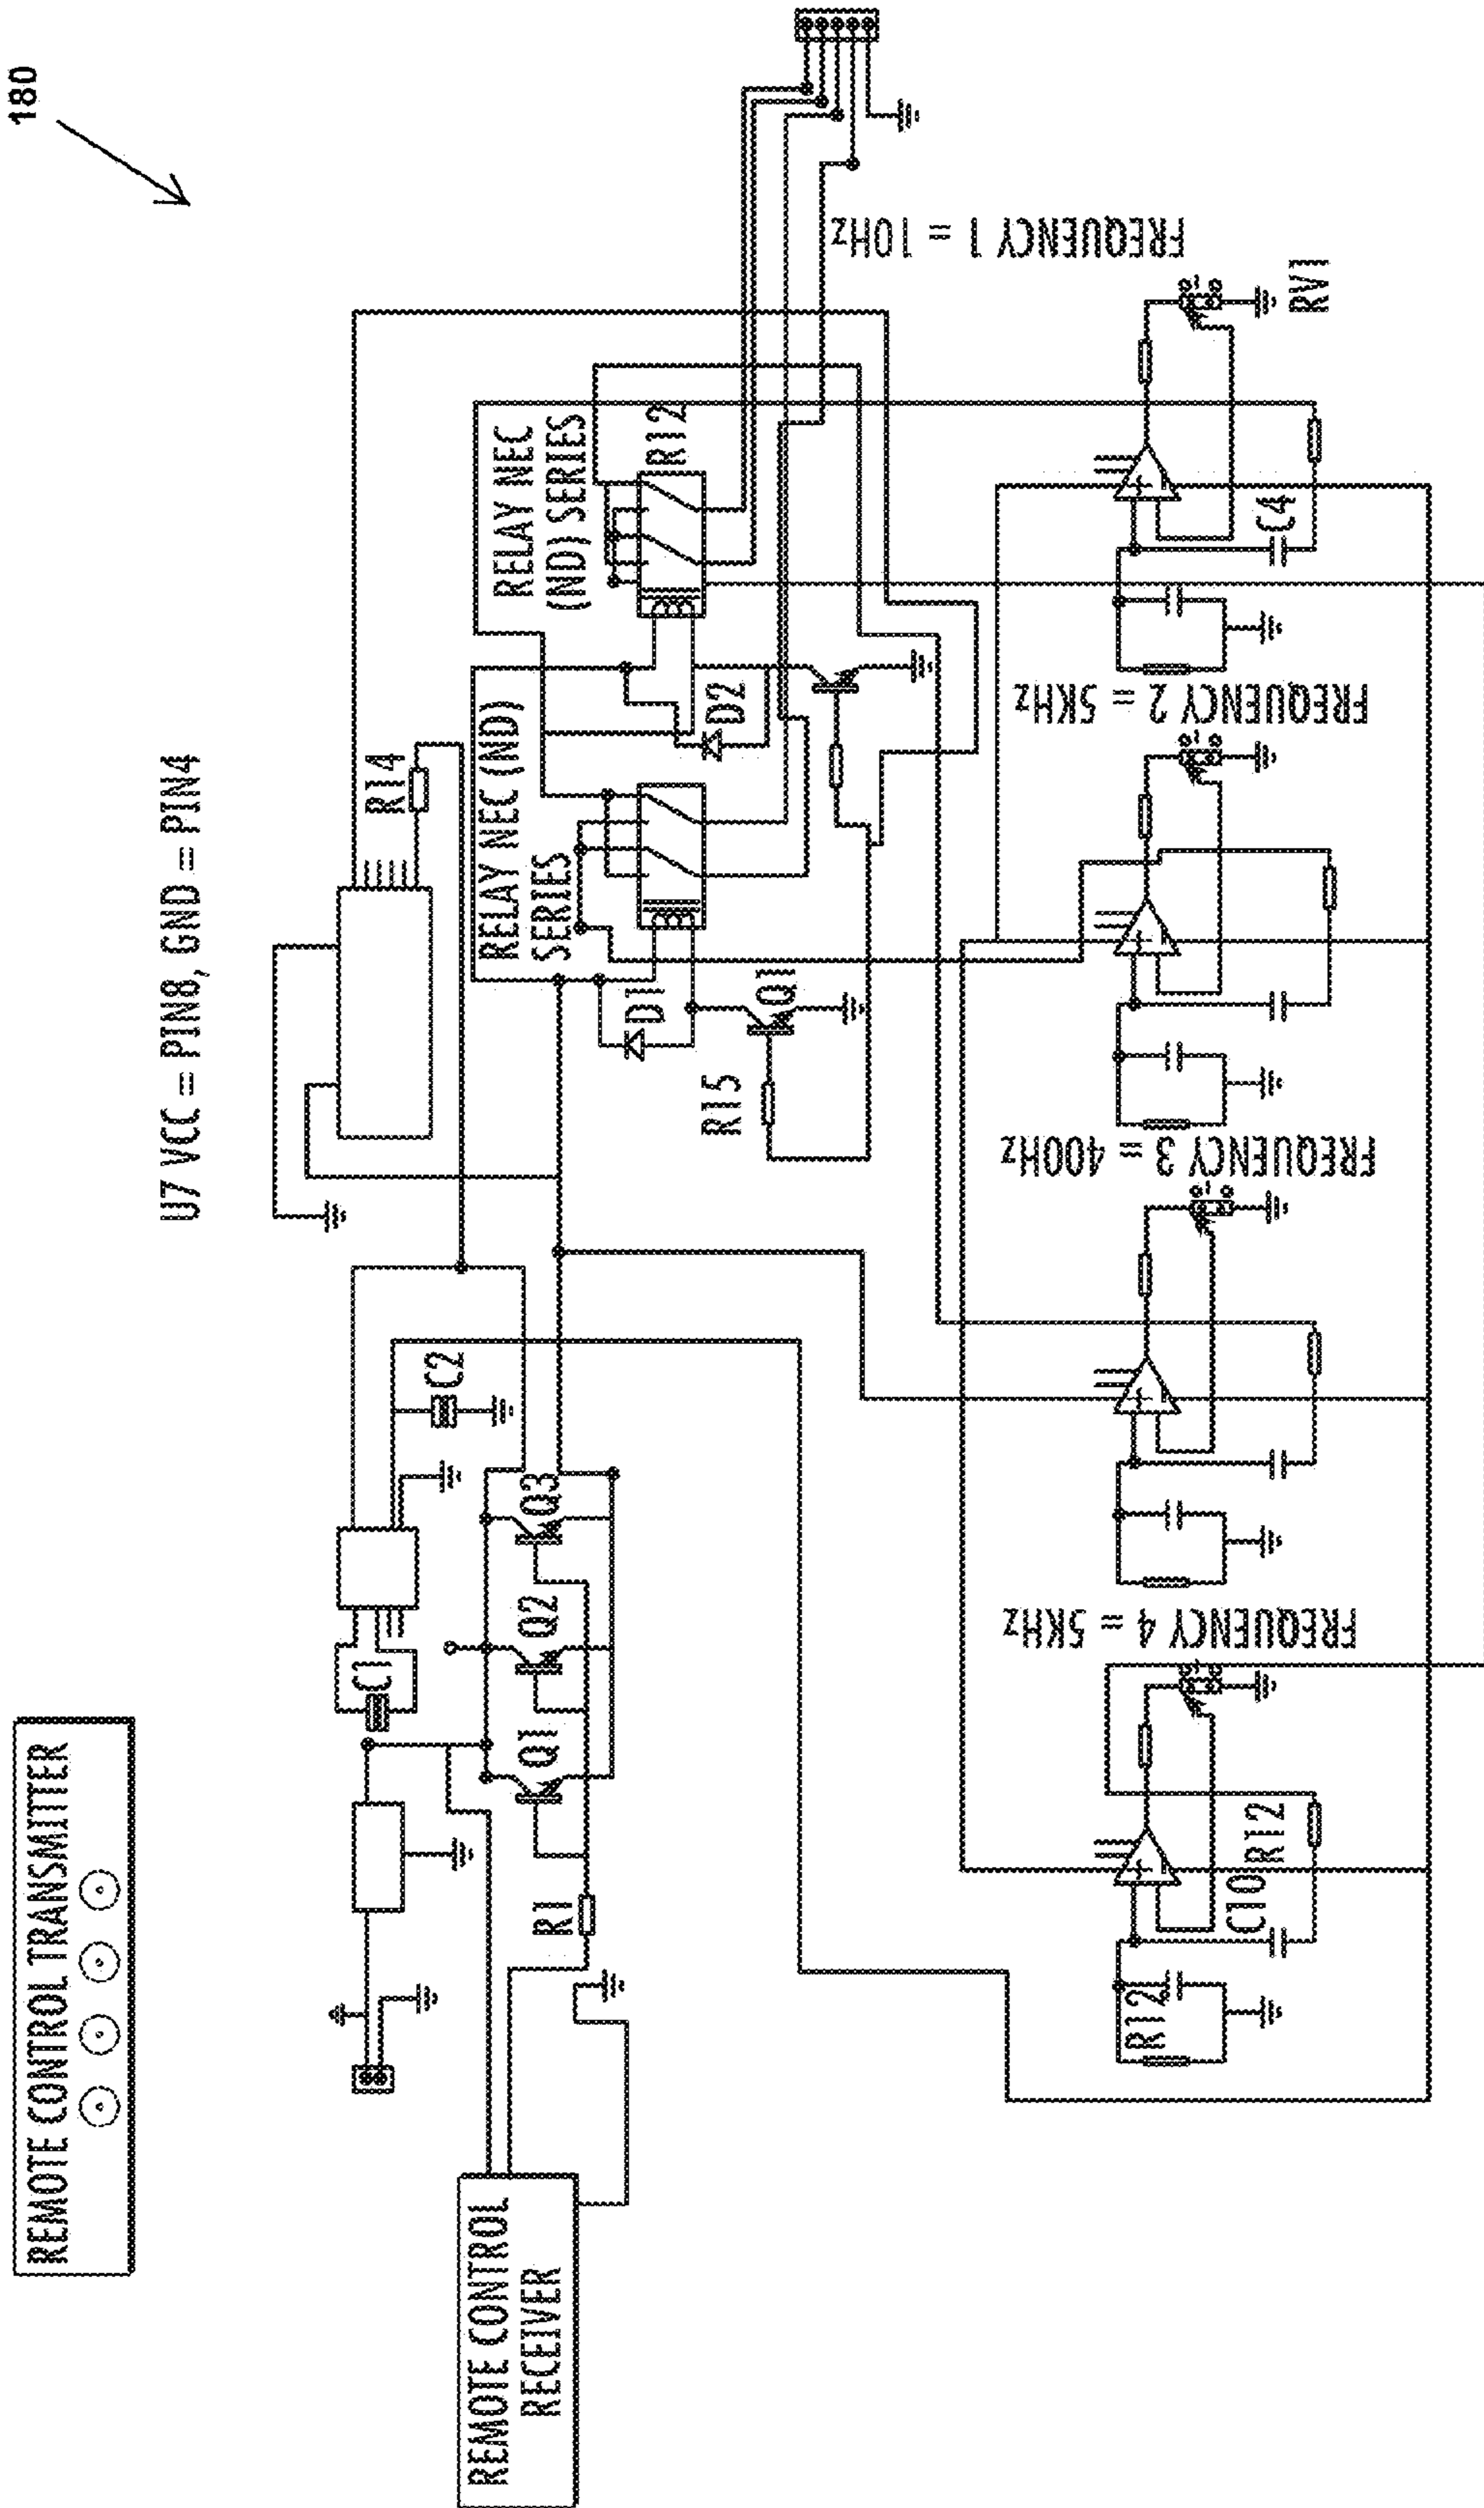 180
REMOTE CONTROL TRANSMITTER
U7 VCC = PIN8, GND = PIN4
REMOTE CONTROL
RECEIVER
C1
C2
R14
R1
Q1
Q2
Q3
RELAY NEC (ND)
SERIES
RELAY NEC
(ND) SERIES
R12
D1
D2
R15
Q1
FREQUENCY 1 = 10Hz
FREQUENCY 2 = 5KHz
FREQUENCY 3 = 400Hz
FREQUENCY 4 = 5KHz
RV1
C4
R12
C10
R12